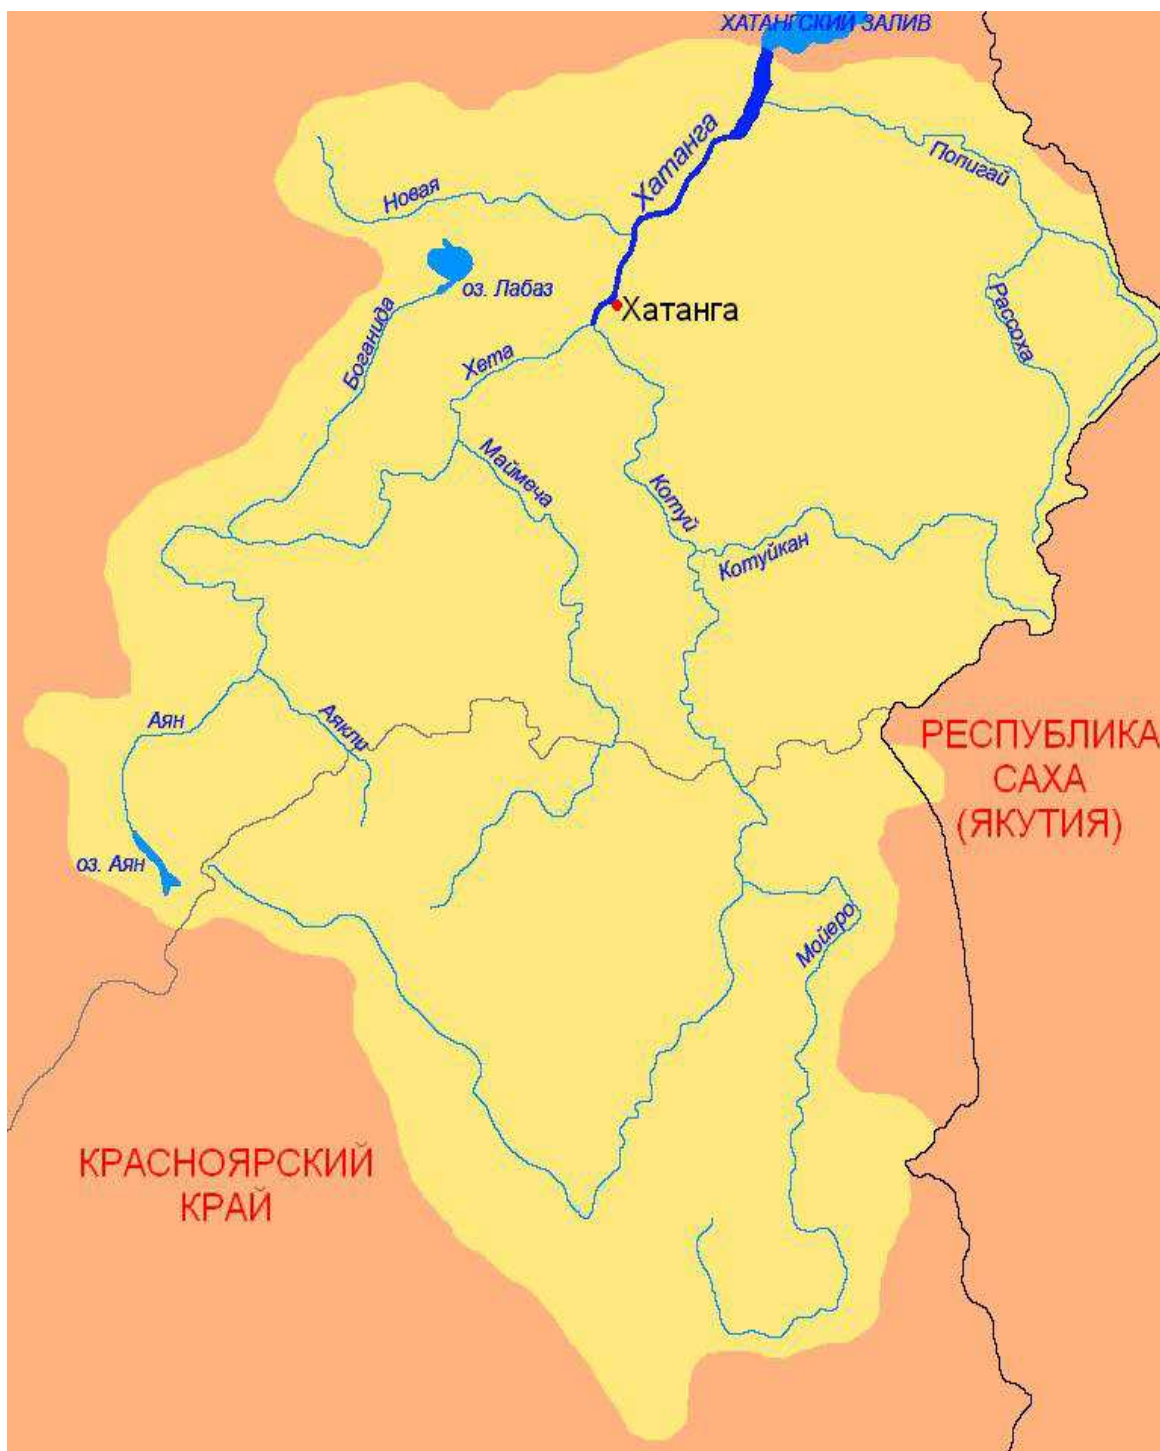 ХАТАНГСКИЙ ЗАЛИВ
Хатанга
Попигай
Новая
оз. Лабаз
Хатанга
Рассоха
Боганида
Хета
Маймеча
Котуй
Котуйкан
Аян
Аякли
РЕСПУБЛИКА
САХА
(ЯКУТИЯ)
оз. Аян
Мойеро
КРАСНОЯРСКИЙ
КРАЙ